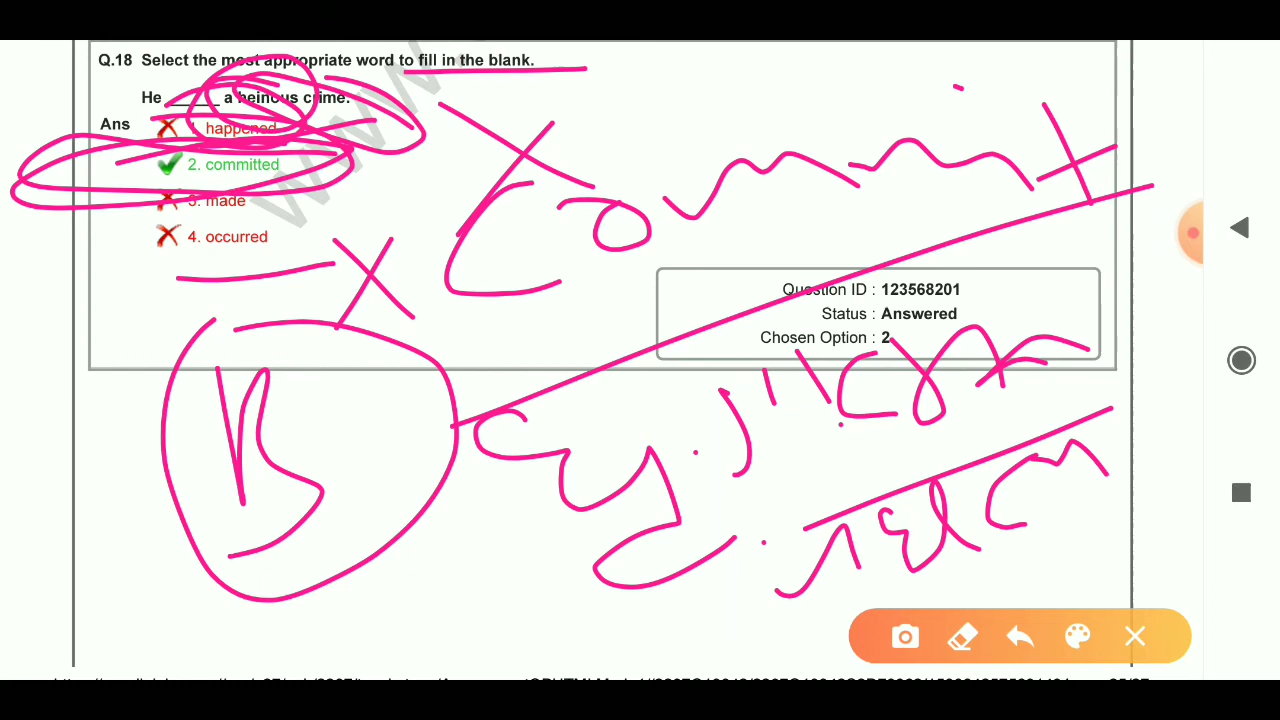 Q.18 Select the most appropriate word to fill in the blank.
He ______ a heinous crime.
Ans
1. happened
2. committed
3. made
4. occurred
Commit
Question ID : 123568201
Status : Answered
Chosen Option : 2
B
www.